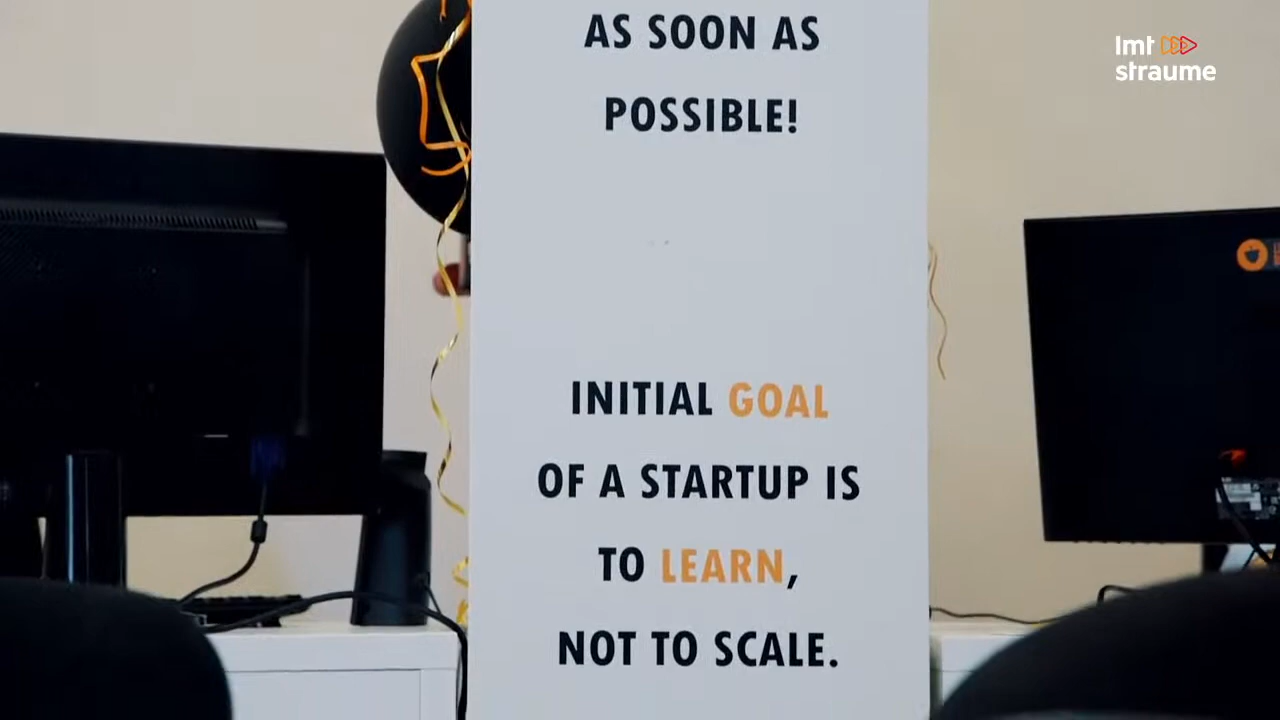 AS SOON AS
POSSIBLE!
INITIAL GOAL
OF A STARTUP IS
TO LEARN,
NOT TO SCALE.
lmt
straume